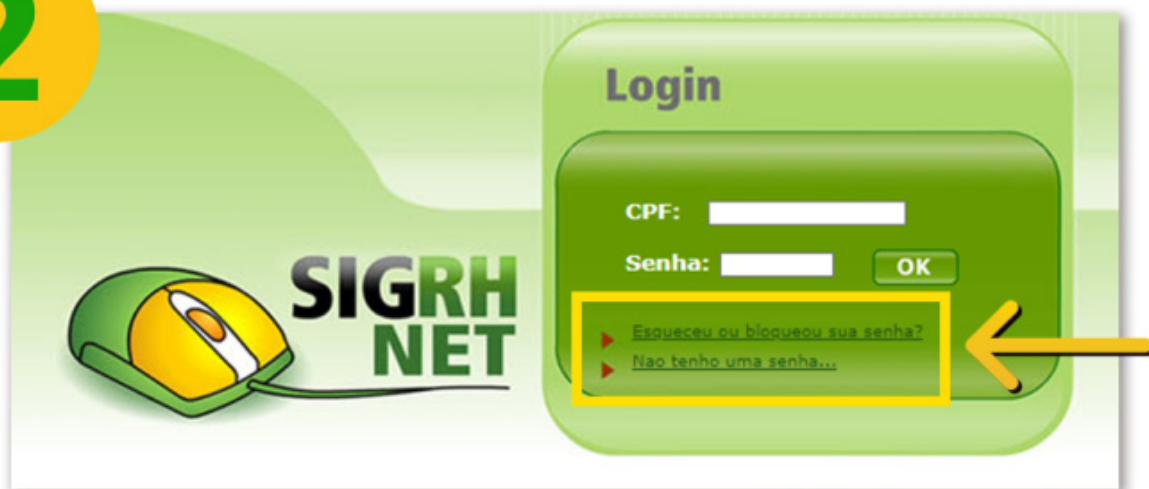 2
Login
CPF:
Senha:
OK
SIGRH
NET
Esqueceu ou bloqueou sua senha?
Nao tenho uma senha...